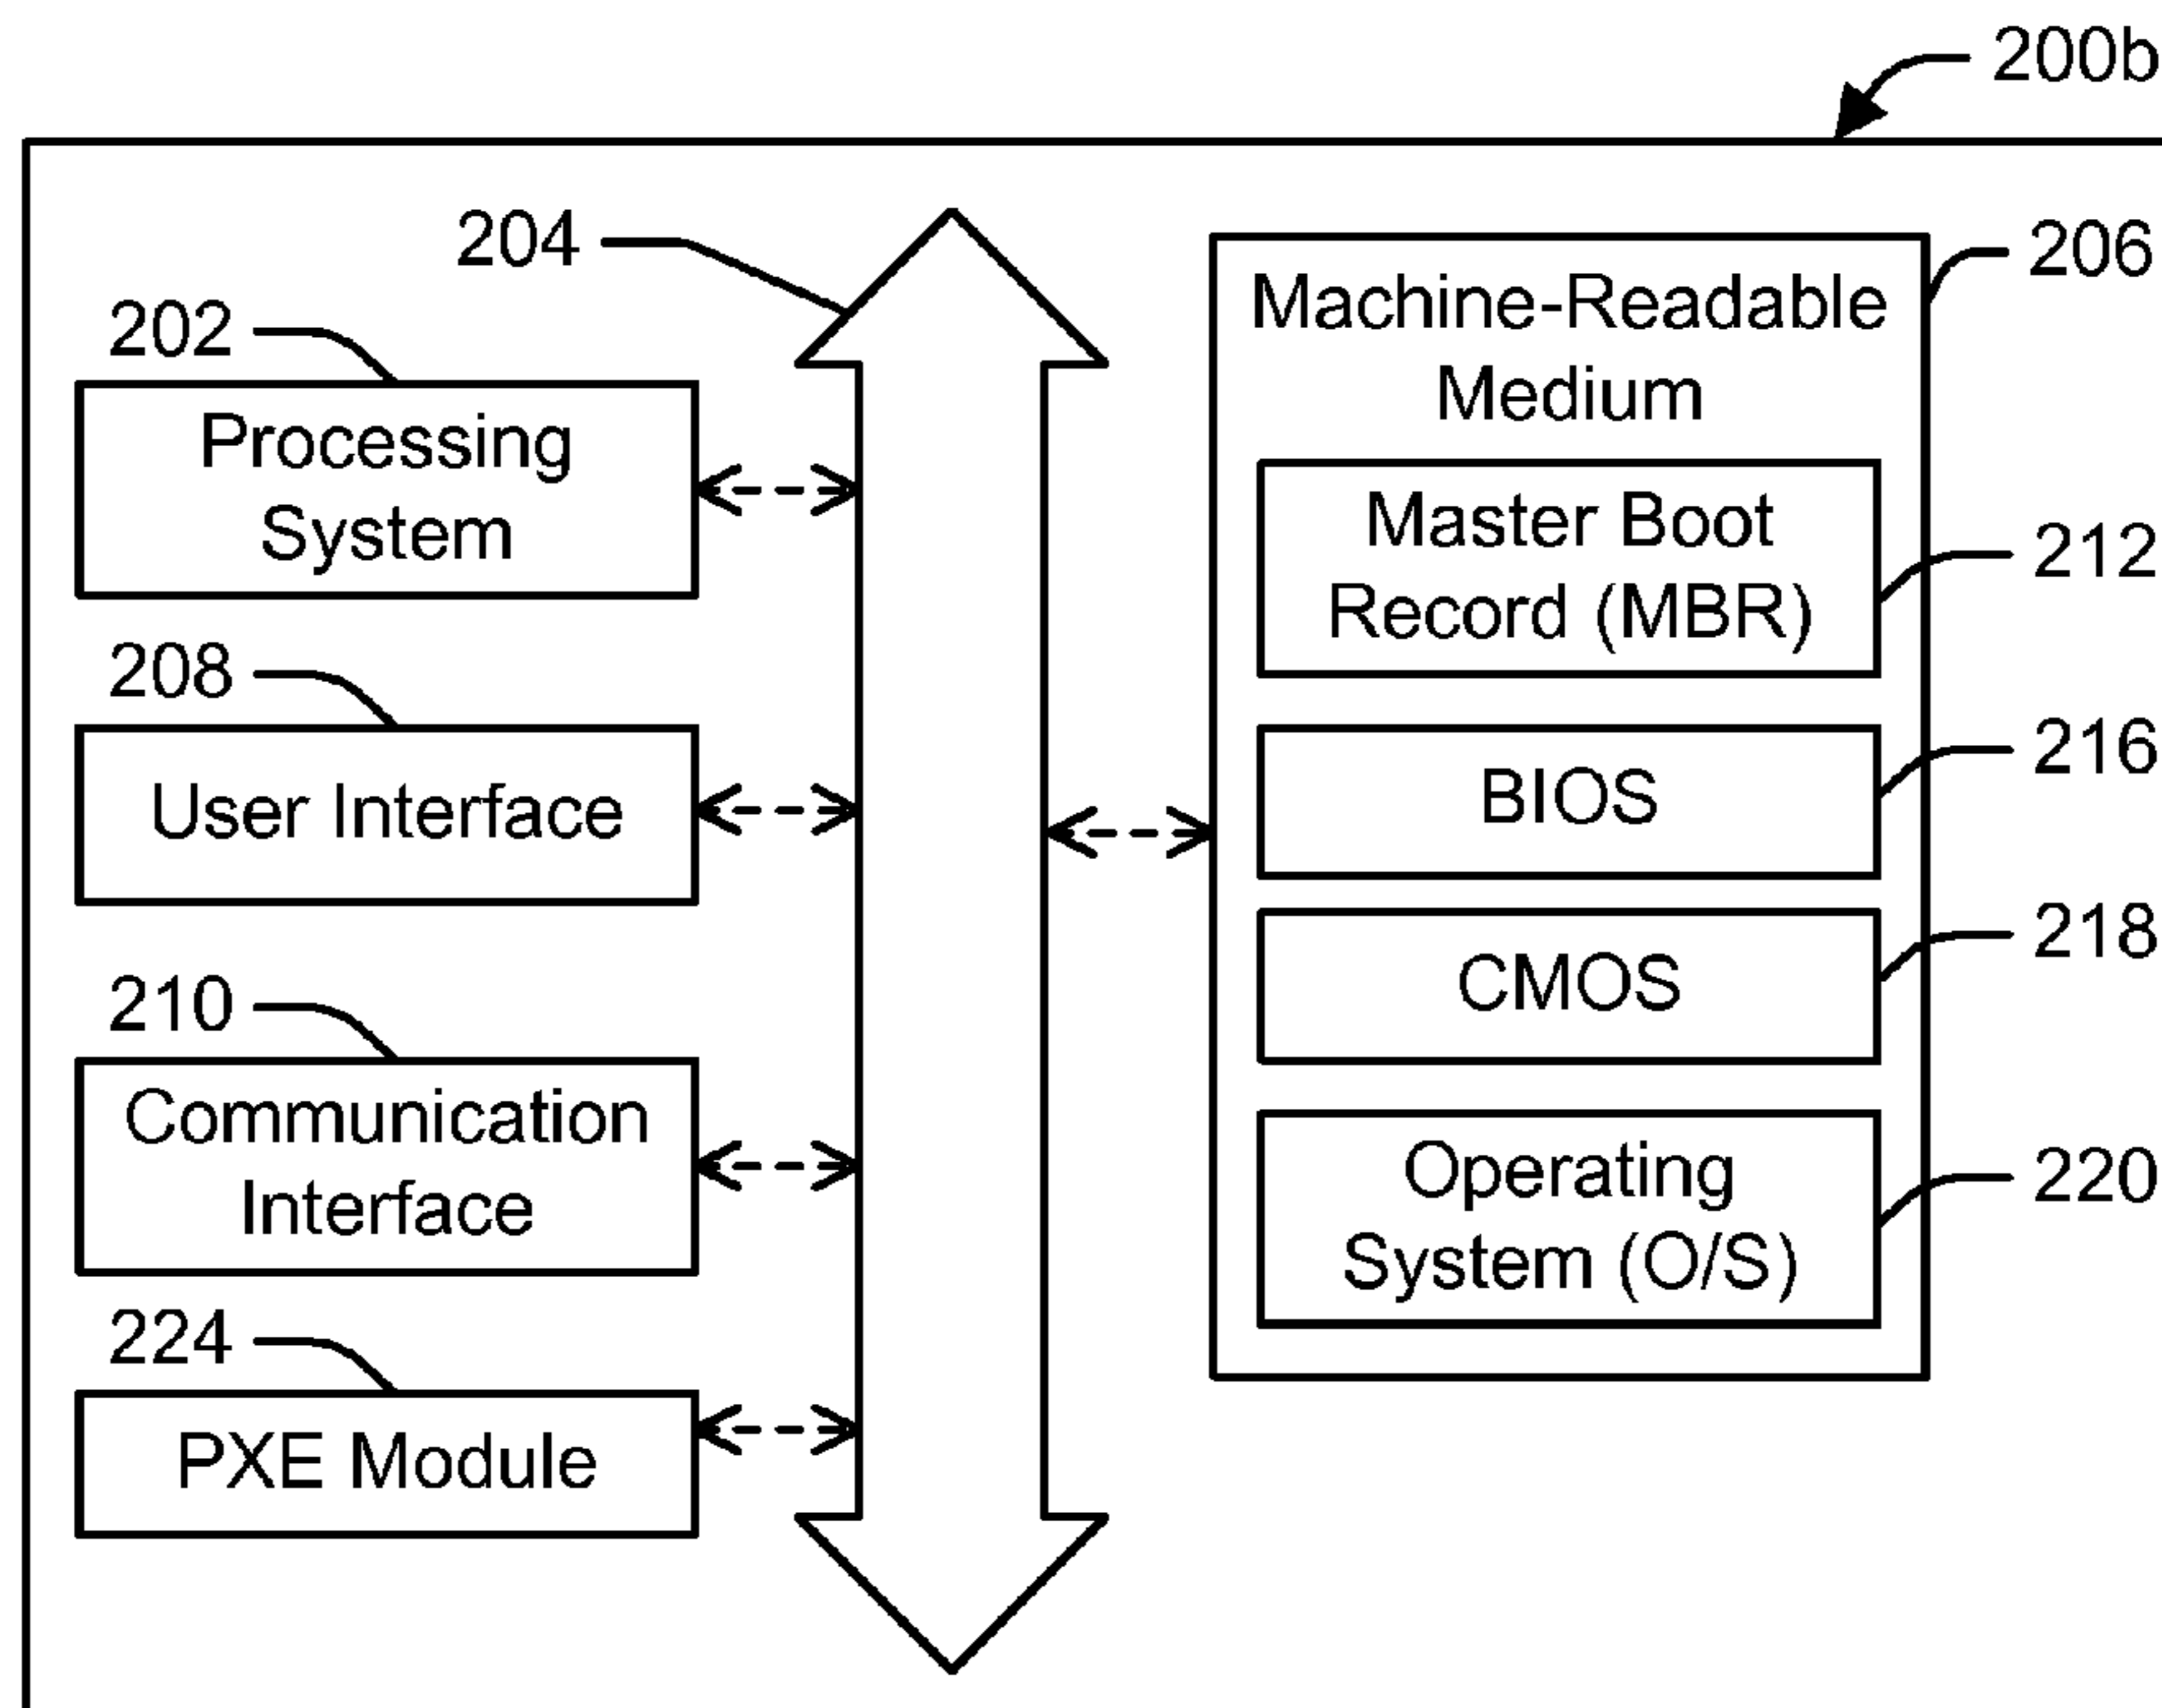 200b
204
206
202
Machine-Readable
Medium
Processing
System
Master Boot
Record (MBR)
212
208
User Interface
216
BIOS
218
CMOS
210
Communication
Interface
220
Operating
System (O/S)
224
PXE Module